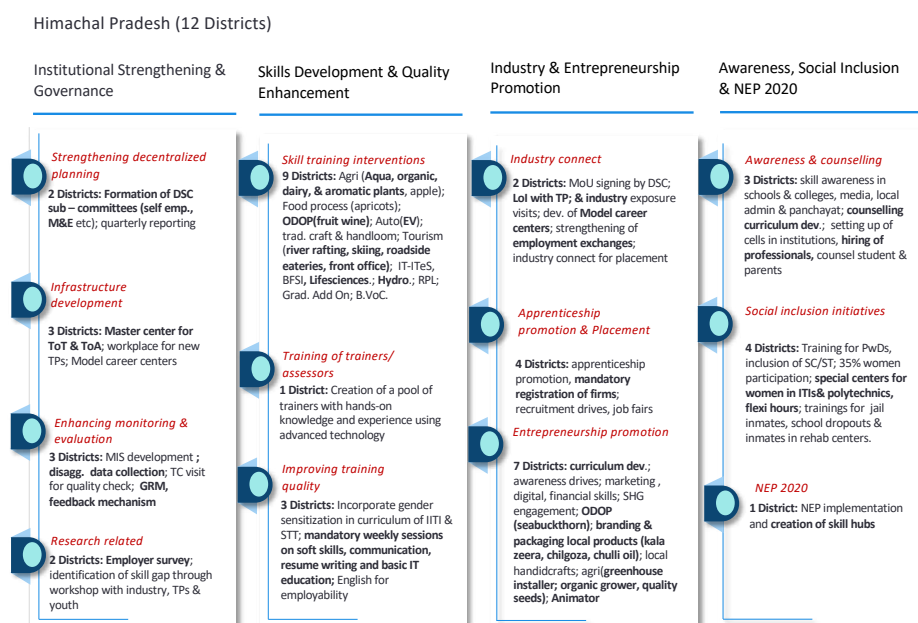 Himachal Pradesh (12 Districts)
Institutional Strengthening &
Governance
Strengthening decentralized
planning
2 Districts: Formation of DSC
sub – committees (self emp.,
M&E etc); quarterly reporting
Infrastructure
development
3 Districts: Master center for
ToT & ToA; workplace for new
TPs; Model career centers
Enhancing monitoring &
evaluation
3 Districts: MIS development ;
disagg. data collection; TC visit
for quality check; GRM,
feedback mechanism
Research related
2 Districts: Employer survey;
identification of skill gap through
workshop with industry, TPs &
youth
Skills Development & Quality
Enhancement
Skill training interventions
9 Districts: Agri (Aqua, organic,
dairy, & aromatic plants, apple);
Food process (apricots);
ODOP(fruit wine); Auto(EV);
trad. craft & handloom; Tourism
(river rafting, skiing, roadside
eateries, front office); IT-ITeS,
BFSI, Lifesciences.; Hydro.; RPL;
Grad. Add On; B.VoC.
Training of trainers/
assessors
1 District: Creation of a pool of
trainers with hands-on
knowledge and experience using
advanced technology
Improving training
quality
3 Districts: Incorporate gender
sensitization in curriculum of IITI &
STT; mandatory weekly sessions
on soft skills, communication,
resume writing and basic IT
education; English for
employability
Industry & Entrepreneurship
Promotion
Industry connect
2 Districts: MoU signing by DSC;
LoI with TP; & industry exposure
visits; dev. of Model career
centers; strengthening of
employment exchanges;
industry connect for placement
Apprenticeship
promotion & Placement
4 Districts: apprenticeship
promotion, mandatory
registration of firms;
recruitment drives, job fairs
Entrepreneurship promotion
7 Districts: curriculum dev.;
awareness drives; marketing ,
digital, financial skills; SHG
engagement; ODOP
(seabuckthorn); branding &
packaging local products (kala
zeera, chilgoza, chulli oil); local
handidcrafts; agri(greenhouse
installer; organic grower, quality
seeds); Animator
Awareness, Social Inclusion
& NEP 2020
Awareness & counselling
3 Districts: skill awareness in
schools & colleges, media, local
admin & panchayat; counselling
curriculum dev.; setting up of
cells in institutions, hiring of
professionals, counsel student &
parents
Social inclusion initiatives
4 Districts: Training for PwDs,
inclusion of SC/ST; 35% women
participation; special centers for
women in ITIs& polytechnics,
flexi hours; trainings for jail
inmates, school dropouts &
inmates in rehab centers.
NEP 2020
1 District: NEP implementation
and creation of skill hubs